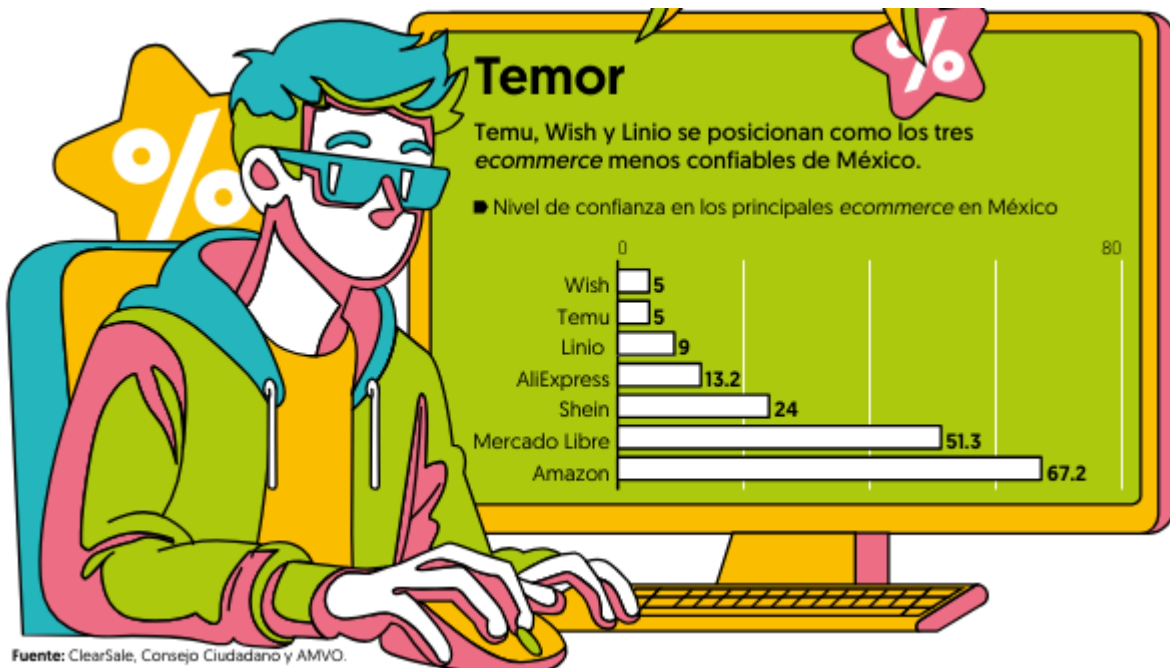 %
%
Temor
Temu, Wish y Linio se posicionan como los tres
ecommerce menos confiables de México.
Nivel de confianza en los principales ecommerce en México
0 80
Wish 5
Temu 5
Linio 9
AliExpress 13.2
Shein 24
Mercado Libre 51.3
Amazon 67.2
Fuente: ClearSale, Consejo Ciudadano y AMVO.